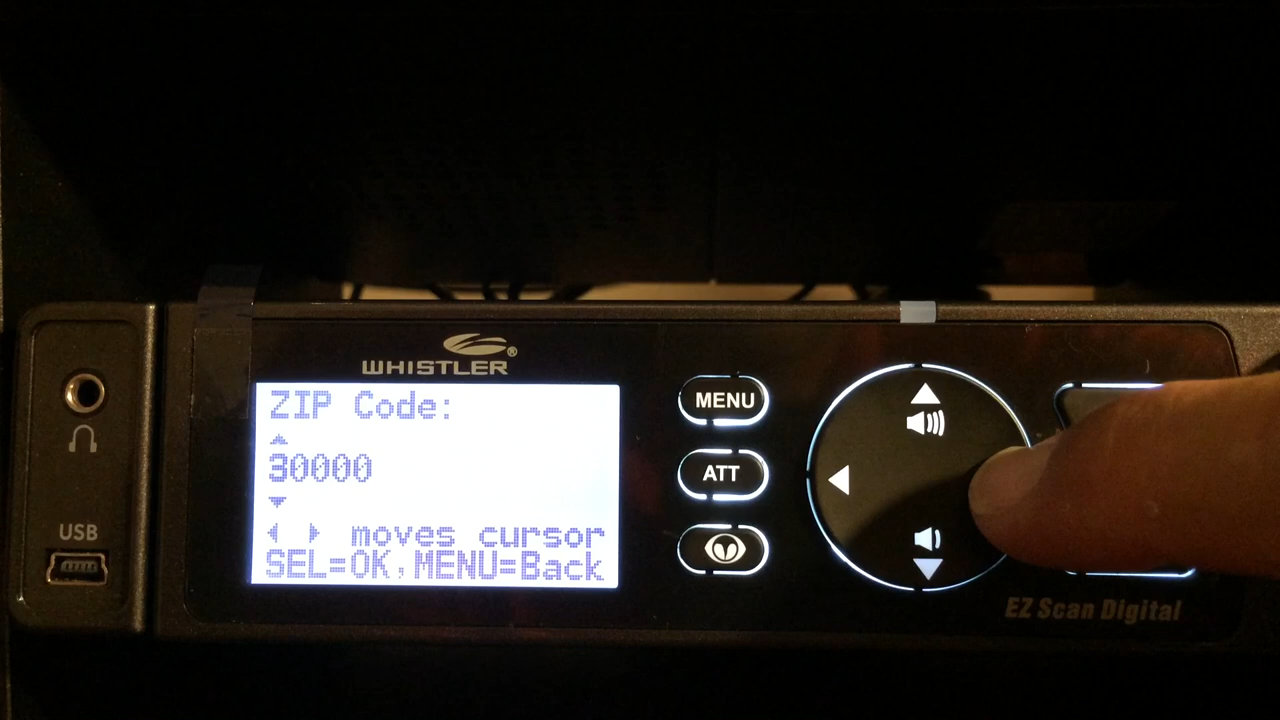 WHISTLER®
ZIP Code:
30000
moves cursor
SEL=OK,MENU=Back
USB
MENU
ATT
EZ Scan Digital